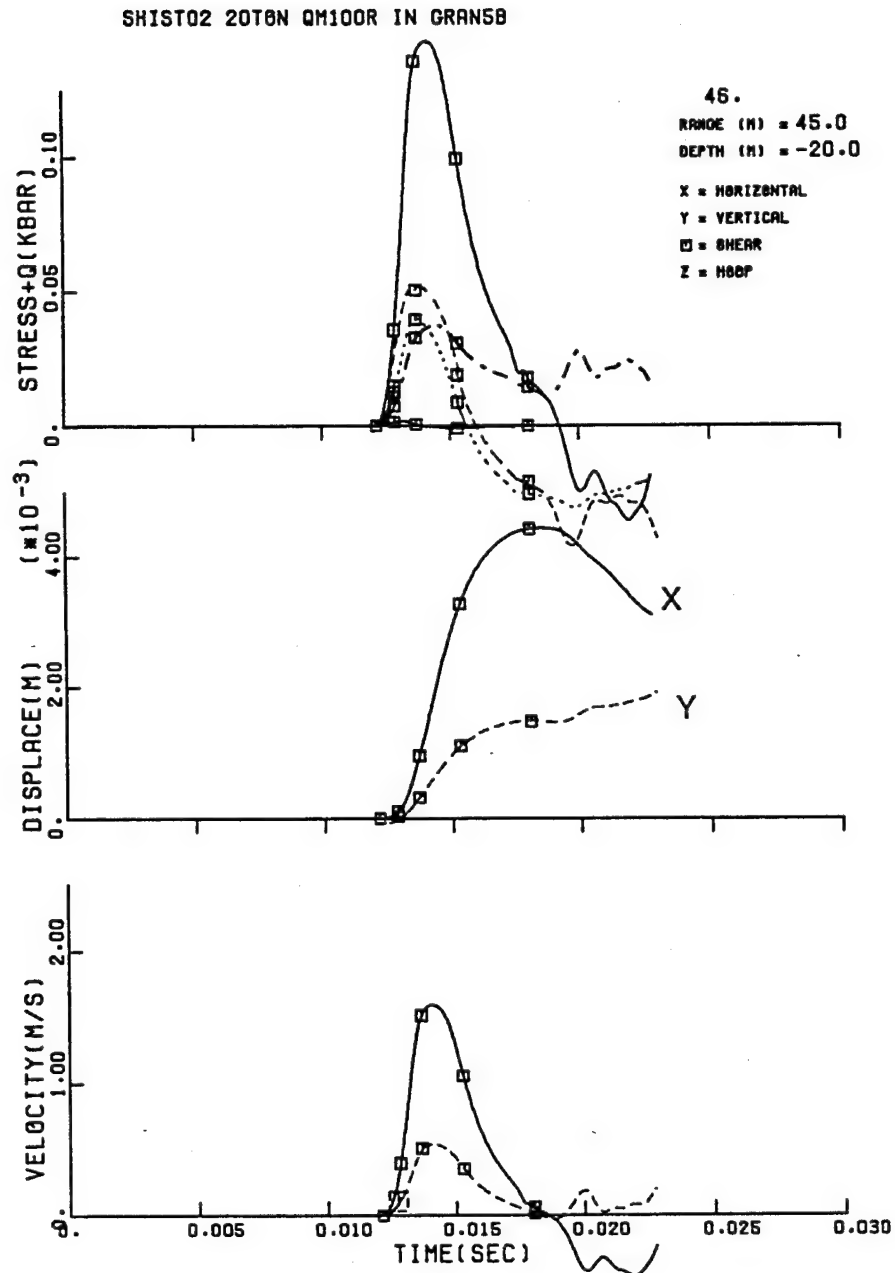 SHIST02 20T0N QM100R IN GRAN5B
46.
RANGE (M) = 45.0
DEPTH (M) = -20.0
X = HORIZONTAL
Y = VERTICAL
= SHEAR
Z = HOOP
STRESS+Q(KBAR)
0.10
0.05
0.
DISPLACE(M) (*10-3)
4.00
2.00
0.
X
Y
VELOCITY(M/S)
2.00
1.00
0.
Y
0. 0.005 0.010 0.015 0.020 0.025 0.030
TIME(SEC)